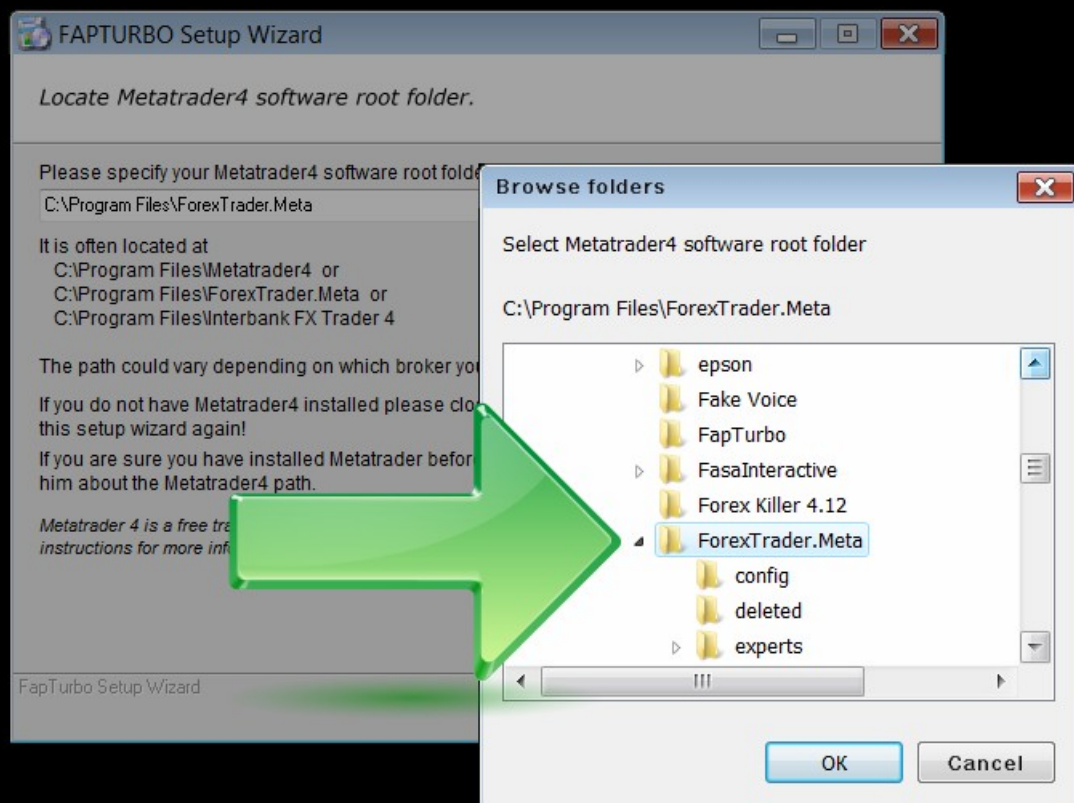 FAPTURBO Setup Wizard
Locate Metatrader4 software root folder.
Please specify your Metatrader4 software root folde
C:\Program Files\ForexTrader.Meta
It is often located at
C:\Program Files\Metatrader4 or
C:\Program Files\ForexTrader.Meta or
C:\Program Files\Interbank FX Trader 4
The path could vary depending on which broker you
If you do not have Metatrader4 installed please clo
this setup wizard again!
If you are sure you have installed Metatrader before
him about the Metatrader4 path.
Metatrader 4 is a free tra
instructions for more inf
FapTurbo Setup Wizard
Browse folders
Select Metatrader4 software root folder
C:\Program Files\ForexTrader.Meta
epson
Fake Voice
FapTurbo
FasaInteractive
Forex Killer 4.12
ForexTrader.Meta
config
deleted
experts
OK
Cancel